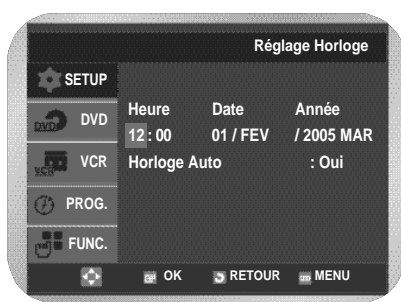 Réglage Horloge
SETUP
DVD
VCR
PROG.
FUNC.
Heure Date Année
12 : 00 01 / FEV / 2005 MAR
Horloge Auto : Oui
OK RETOUR MENU